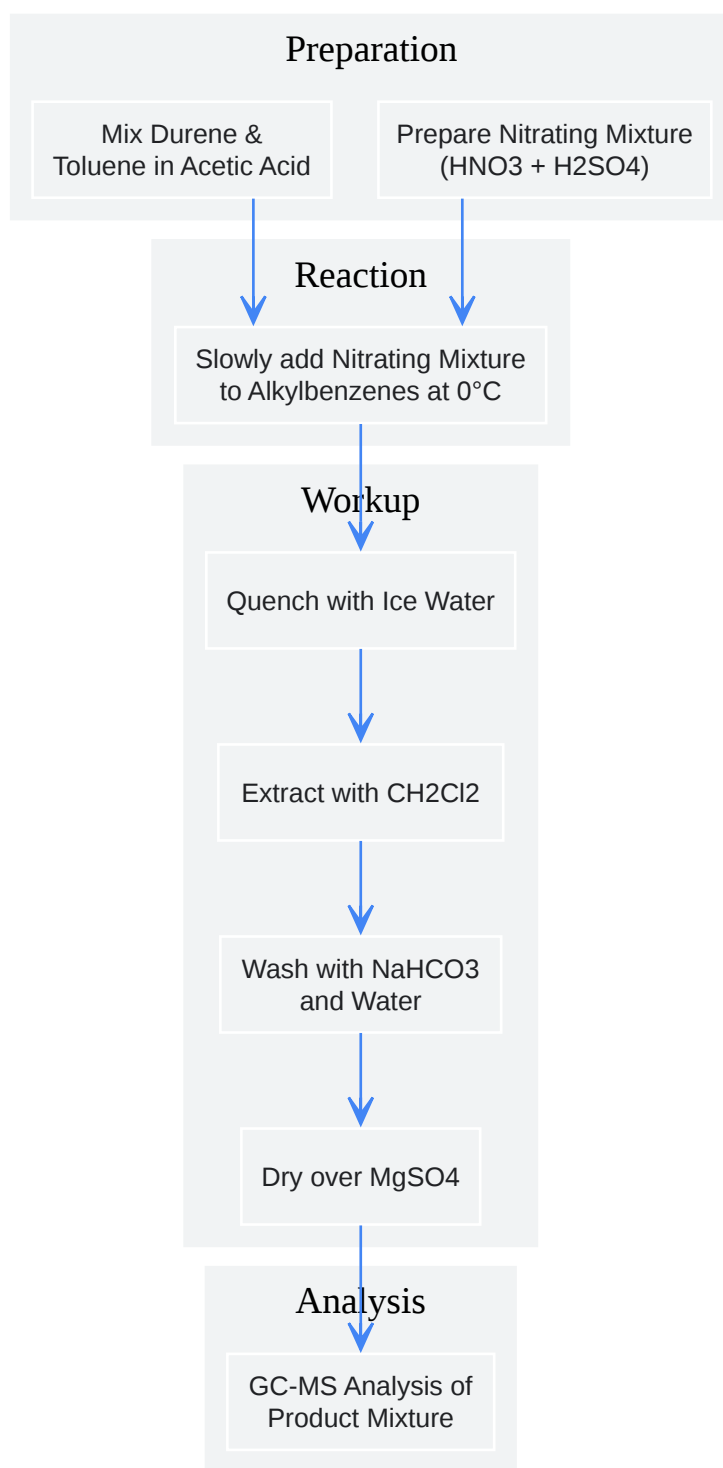 Preparation
Mix Durene &
Toluene in Acetic Acid
Prepare Nitrating Mixture
(HNO3 + H2SO4)
Reaction
Slowly add Nitrating Mixture
to Alkylbenzenes at 0°C
Workup
Quench with Ice Water
Extract with CH2Cl2
Wash with NaHCO3
and Water
Dry over MgSO4
Analysis
GC-MS Analysis of
Product Mixture